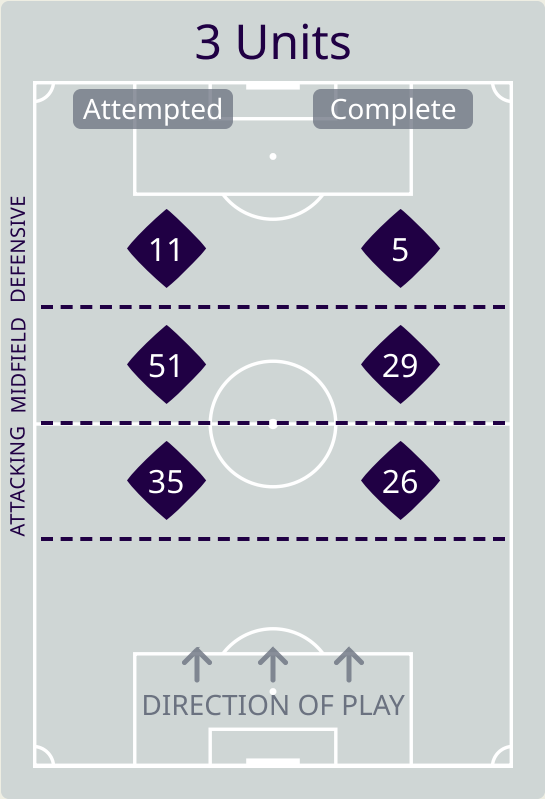 3 Units
Attempted Complete
DEFENSIVE
11 5
MIDFIELD
51 29
ATTACKING
35 26
DIRECTION OF PLAY